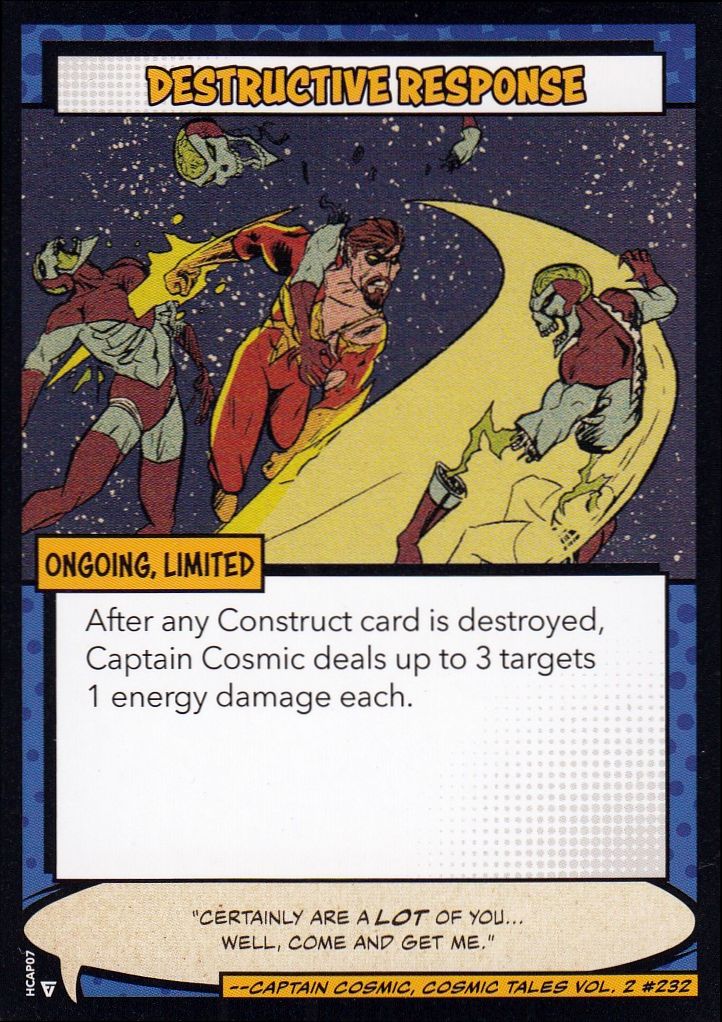 DESTRUCTIVE RESPONSE
ONGOING, LIMITED
After any Construct card is destroyed,
Captain Cosmic deals up to 3 targets
1 energy damage each.
"CERTAINLY ARE A LOT OF YOU...
WELL, COME AND GET ME."
--CAPTAIN COSMIC, COSMIC TALES VOL. 2 #232
HCAP07